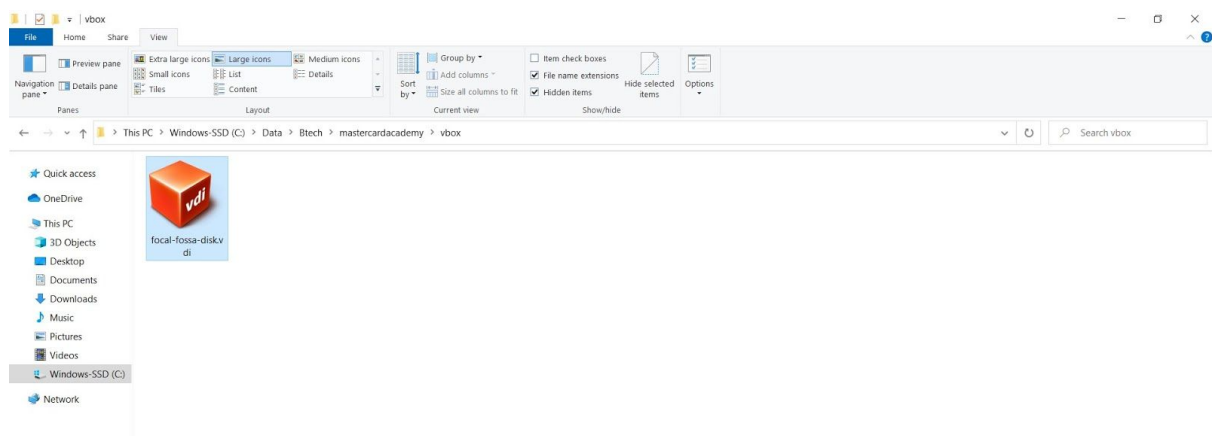 vbox
File Home Share View
Navigation pane
Preview pane
Details pane
Panes
Extra large icons Large icons Medium icons
Small icons List Details
Tiles Content
Layout
Sort by
Group by
Add columns
Size all columns to fit
Current view
Item check boxes
File name extensions
Hidden items
Hide selected items
Show/hide
Options
This PC > Windows-SSD (C:) > Data > Btech > mastercardacademy > vbox
Search vbox
Quick access
OneDrive
This PC
3D Objects
Desktop
Documents
Downloads
Music
Pictures
Videos
Windows-SSD (C:)
Network
vdi
focal-fossa-disk.v
di